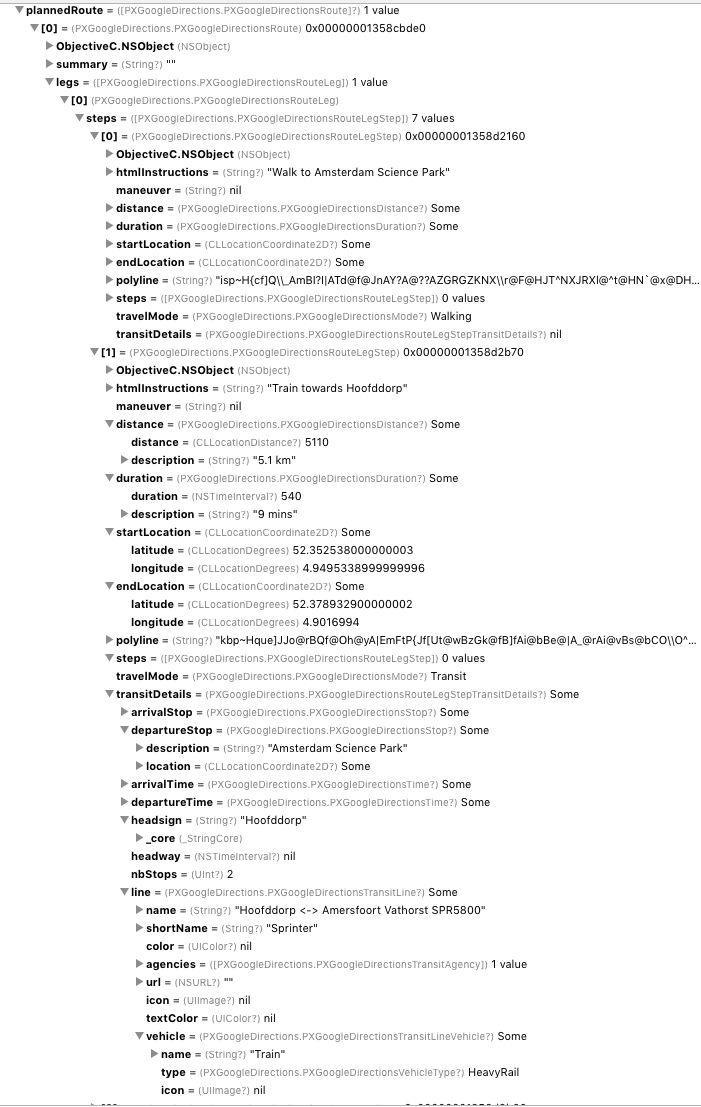 plannedRoute = ([PXGoogleDirections.PXGoogleDirectionsRoute]?) 1 value
[0] = (PXGoogleDirections.PXGoogleDirectionsRoute) 0x00000001358cbde0
ObjectiveC.NSObject (NSObject)
summary = (String?) ""
legs = ([PXGoogleDirections.PXGoogleDirectionsRouteLeg]) 1 value
[0] (PXGoogleDirections.PXGoogleDirectionsRouteLeg)
steps = ([PXGoogleDirections.PXGoogleDirectionsRouteLegStep]) 7 values
[0] = (PXGoogleDirections.PXGoogleDirectionsRouteLegStep) 0x00000001358d2160
ObjectiveC.NSObject (NSObject)
htmlInstructions = (String?) "Walk to Amsterdam Science Park"
maneuver = (String?) nil
distance = (PXGoogleDirections.PXGoogleDirectionsDistance?) Some
duration = (PXGoogleDirections.PXGoogleDirectionsDuration?) Some
startLocation = (CLLocationCoordinate2D?) Some
endLocation = (CLLocationCoordinate2D?) Some
polyline = (String?) "isp~H{cf]Q\\_AmBI?I|ATd@f@JnAY?A@??AZGRGZKNX\\r@F@HJT^NXJRXl@^t@HN`@x@DH...
steps = ([PXGoogleDirections.PXGoogleDirectionsRouteLegStep]) 0 values
travelMode = (PXGoogleDirections.PXGoogleDirectionsMode?) Walking
transitDetails = (PXGoogleDirections.PXGoogleDirectionsRouteLegStepTransitDetails?) nil
[1] = (PXGoogleDirections.PXGoogleDirectionsRouteLegStep) 0x00000001358d2b70
ObjectiveC.NSObject (NSObject)
htmlInstructions = (String?) "Train towards Hoofddorp"
maneuver = (String?) nil
distance = (PXGoogleDirections.PXGoogleDirectionsDistance?) Some
distance = (CLLocationDistance?) 5110
description = (String?) "5.1 km"
duration = (PXGoogleDirections.PXGoogleDirectionsDuration?) Some
duration = (NSTimeInterval?) 540
description = (String?) "9 mins"
startLocation = (CLLocationCoordinate2D?) Some
latitude = (CLLocationDegrees) 52.352538000000003
longitude = (CLLocationDegrees) 4.9495338999999996
endLocation = (CLLocationCoordinate2D?) Some
latitude = (CLLocationDegrees) 52.378932900000002
longitude = (CLLocationDegrees) 4.9016994
polyline = (String?) "kbp~Hque]JJo@rBQf@Oh@yA|EmFtP{Jf[Ut@wBzGk@fB]fAi@bBe@|A_@rAi@vBs@bCO\\O^...
steps = ([PXGoogleDirections.PXGoogleDirectionsRouteLegStep]) 0 values
travelMode = (PXGoogleDirections.PXGoogleDirectionsMode?) Transit
transitDetails = (PXGoogleDirections.PXGoogleDirectionsRouteLegStepTransitDetails?) Some
arrivalStop = (PXGoogleDirections.PXGoogleDirectionsStop?) Some
departureStop = (PXGoogleDirections.PXGoogleDirectionsStop?) Some
description = (String?) "Amsterdam Science Park"
location = (CLLocationCoordinate2D?) Some
arrivalTime = (PXGoogleDirections.PXGoogleDirectionsTime?) Some
departureTime = (PXGoogleDirections.PXGoogleDirectionsTime?) Some
headsign = (String?) "Hoofddorp"
_core (_StringCore)
headway = (NSTimeInterval?) nil
nbStops = (UInt?) 2
line = (PXGoogleDirections.PXGoogleDirectionsTransitLine?) Some
name = (String?) "Hoofddorp <-> Amersfoort Vathorst SPR5800"
shortName = (String?) "Sprinter"
color = (UIColor?) nil
agencies = ([PXGoogleDirections.PXGoogleDirectionsTransitAgency]) 1 value
url = (NSURL?) ""
icon = (UIImage?) nil
textColor = (UIColor?) nil
vehicle = (PXGoogleDirections.PXGoogleDirectionsTransitLineVehicle?) Some
name = (String?) "Train"
type = (PXGoogleDirections.PXGoogleDirectionsVehicleType?) HeavyRail
icon = (UIImage?) nil